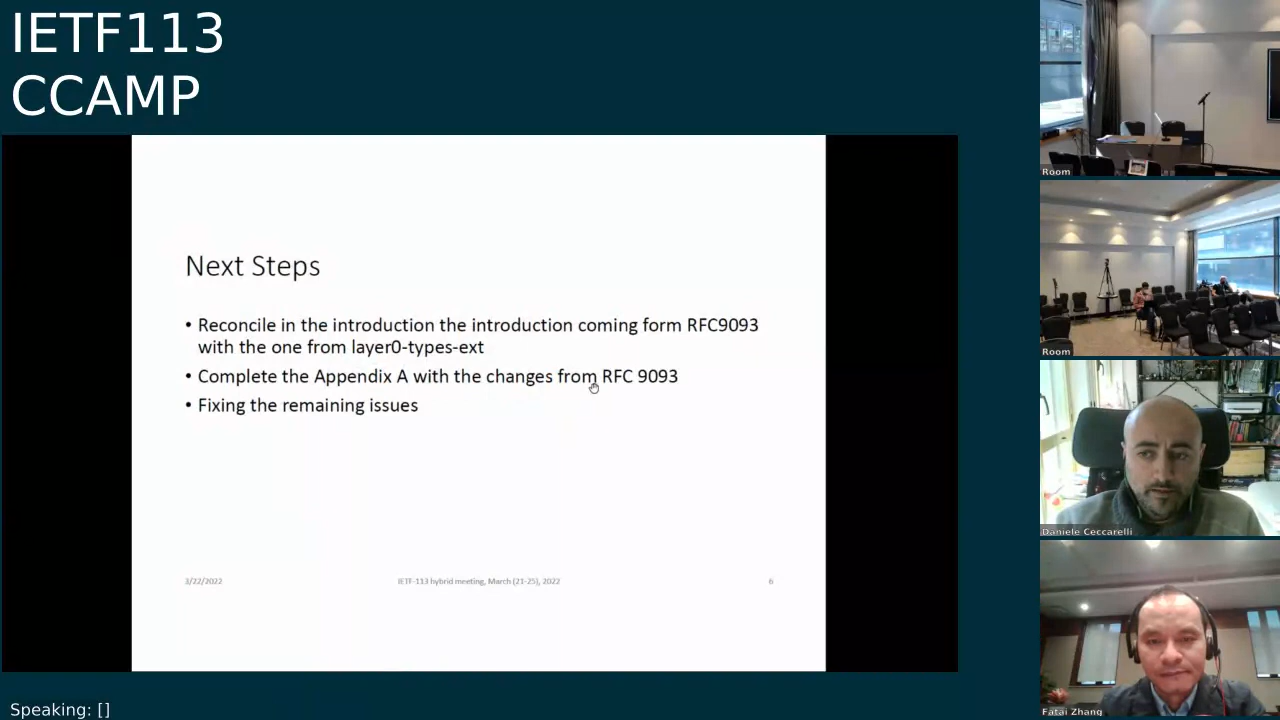 IETF113
CCAMP
Next Steps
• Reconcile in the introduction the introduction coming form RFC9093
with the one from layer0-types-ext
• Complete the Appendix A with the changes from RFC 9093
• Fixing the remaining issues
3/22/2022
IETF-113 hybrid meeting, March (21-25), 2022
6
Speaking: []
Room
Room
Daniele Ceccarelli
Fatai Zhang